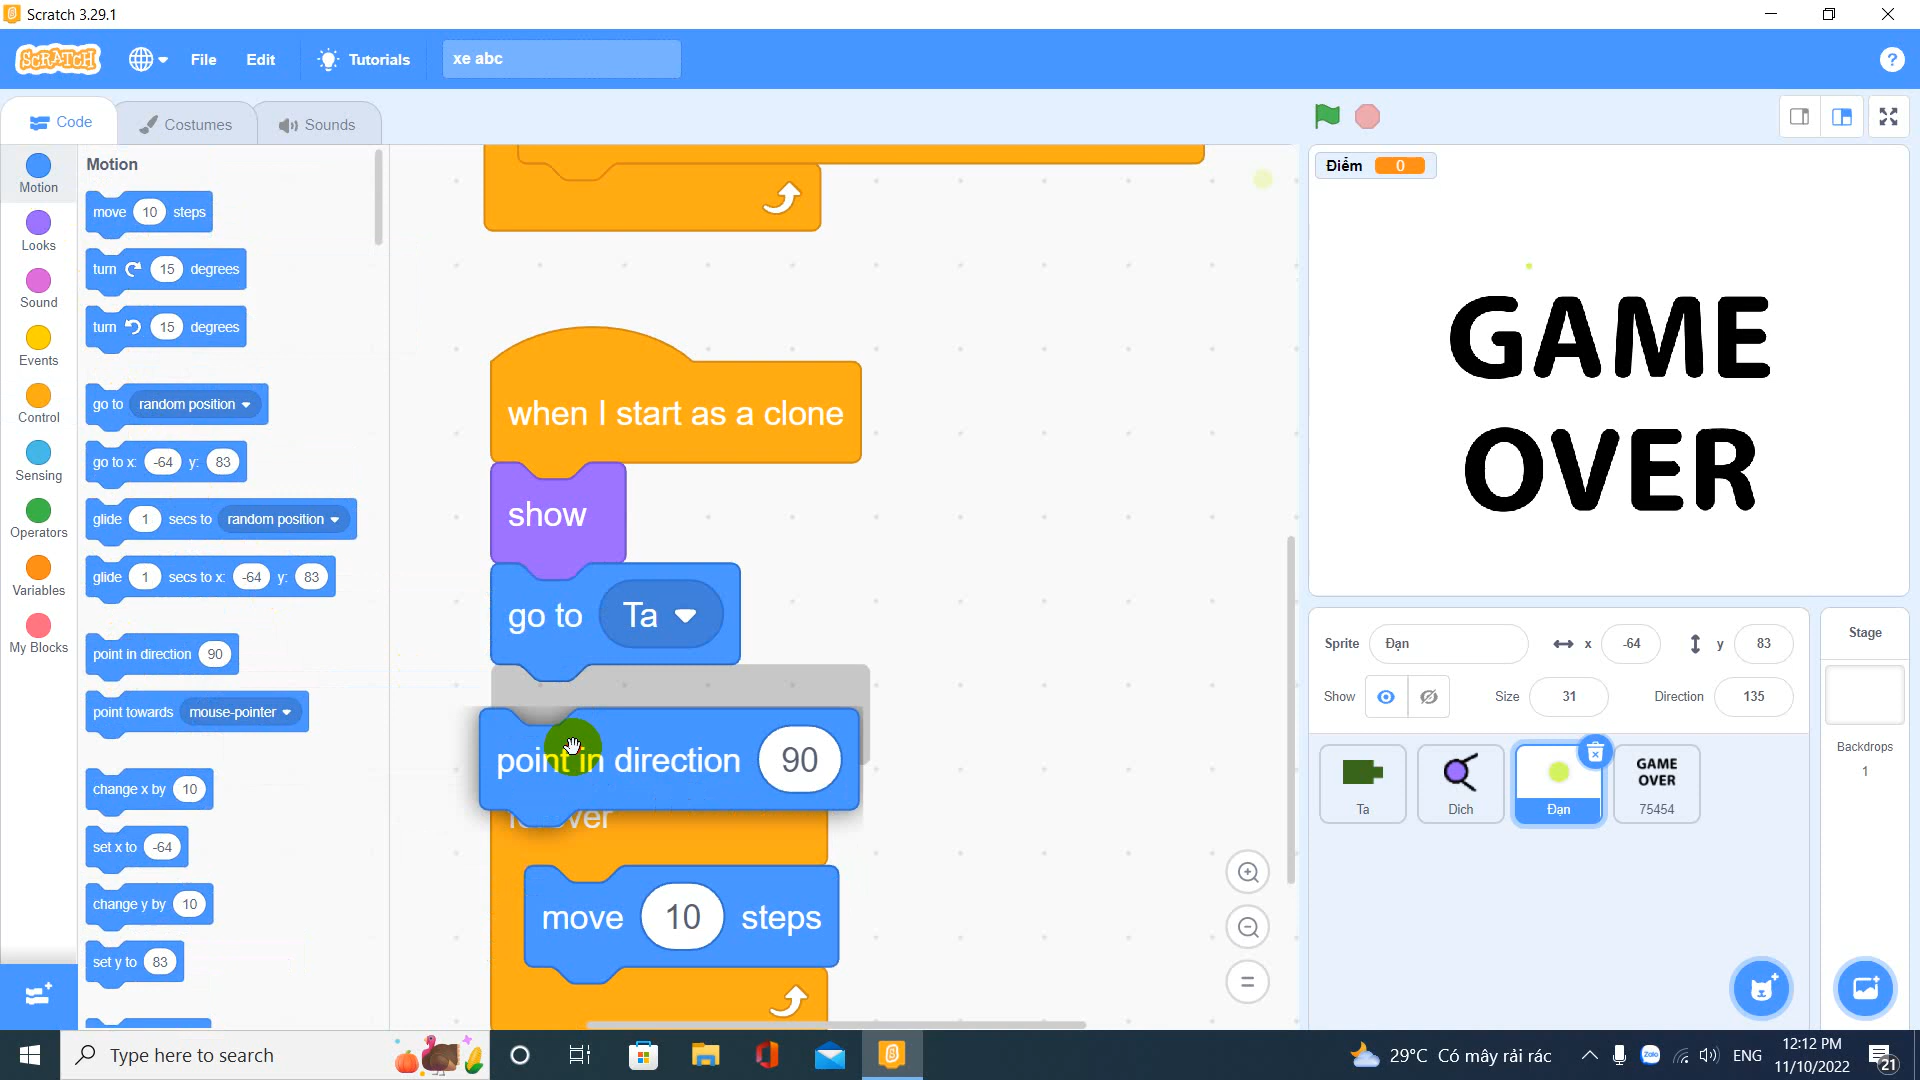 Scratch 3.29.1
SCRATCH
File
Edit
Tutorials
xe abc
Code
Costumes
Sounds
Motion
Looks
Sound
Events
Control
Sensing
Operators
Variables
My Blocks
Motion
move 10 steps
turn 15 degrees
turn 15 degrees
go to random position
go to x: -64 y: 83
glide 1 secs to random position
glide 1 secs to x: -64 y: 83
point in direction 90
point towards mouse-pointer
change x by 10
set x to -64
change y by 10
set y to 83
when I start as a clone
show
go to Ta
point in direction 90
move 10 steps
Điểm 0
GAME
OVER
Sprite Đạn x -64 y 83
Show Size 31 Direction 135
Ta
Dich
Đạn
GAME
OVER
75454
Stage
Backdrops
1
Type here to search
29°C Có mây rải rác
Zalo
ENG
12:12 PM
11/10/2022
21